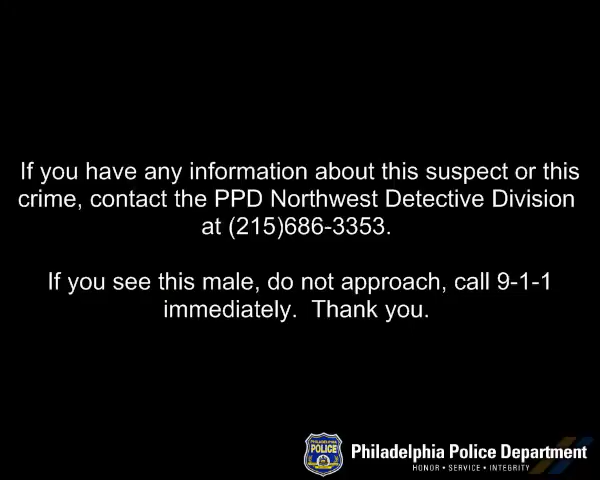 If you have any information about this suspect or this
crime, contact the PPD Northwest Detective Division
at (215)686-3353.
If you see this male, do not approach, call 9-1-1
immediately.  Thank you.
PHILADELPHIA
POLICE
Philadelphia Police Department
HONOR • SERVICE • INTEGRITY